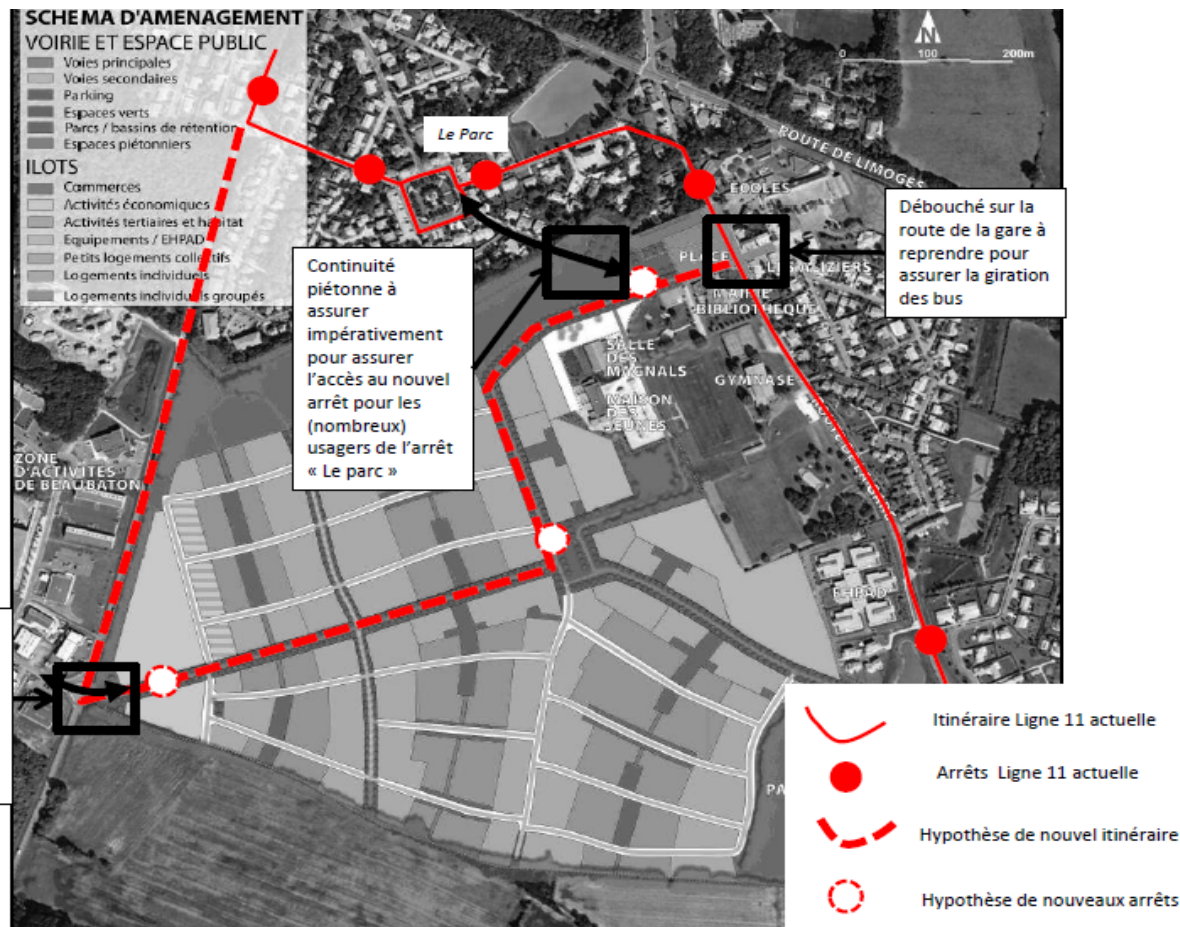 SCHEMA D'AMENAGEMENT
VOIRIE ET ESPACE PUBLIC
Voies principales
Voies secondaires
Parking
Espaces verts
Parcs / bassins de rétention
Espaces piétonniers
ILOTS
Commerces
Activités économiques
Activités tertiaires et habitat
Equipements / EHPAD
Petits logements collectifs
Logements individuels
Logements individuels groupés
N
0 100 200m
Le Parc
ROUTE DE LIMOGES
ECOLES
Débouché sur la
route de la gare à
reprendre pour
assurer la giration
des bus
PLACE
MAIRIE
BIBLIOTHEQUE
Continuité
piétonne à
assurer
impérativement
pour assurer
l'accès au nouvel
arrêt pour les
(nombreux)
usagers de l'arrêt
« Le parc »
SALLE
DES
MAGNALS
MAISON
DES
JEUNES
GYMNASE
ZONE
D'ACTIVITES
DE BEAUBATON
EHPAD
PA
Itinéraire Ligne 11 actuelle
Arrêts Ligne 11 actuelle
Hypothèse de nouvel itinéraire
Hypothèse de nouveaux arrêts